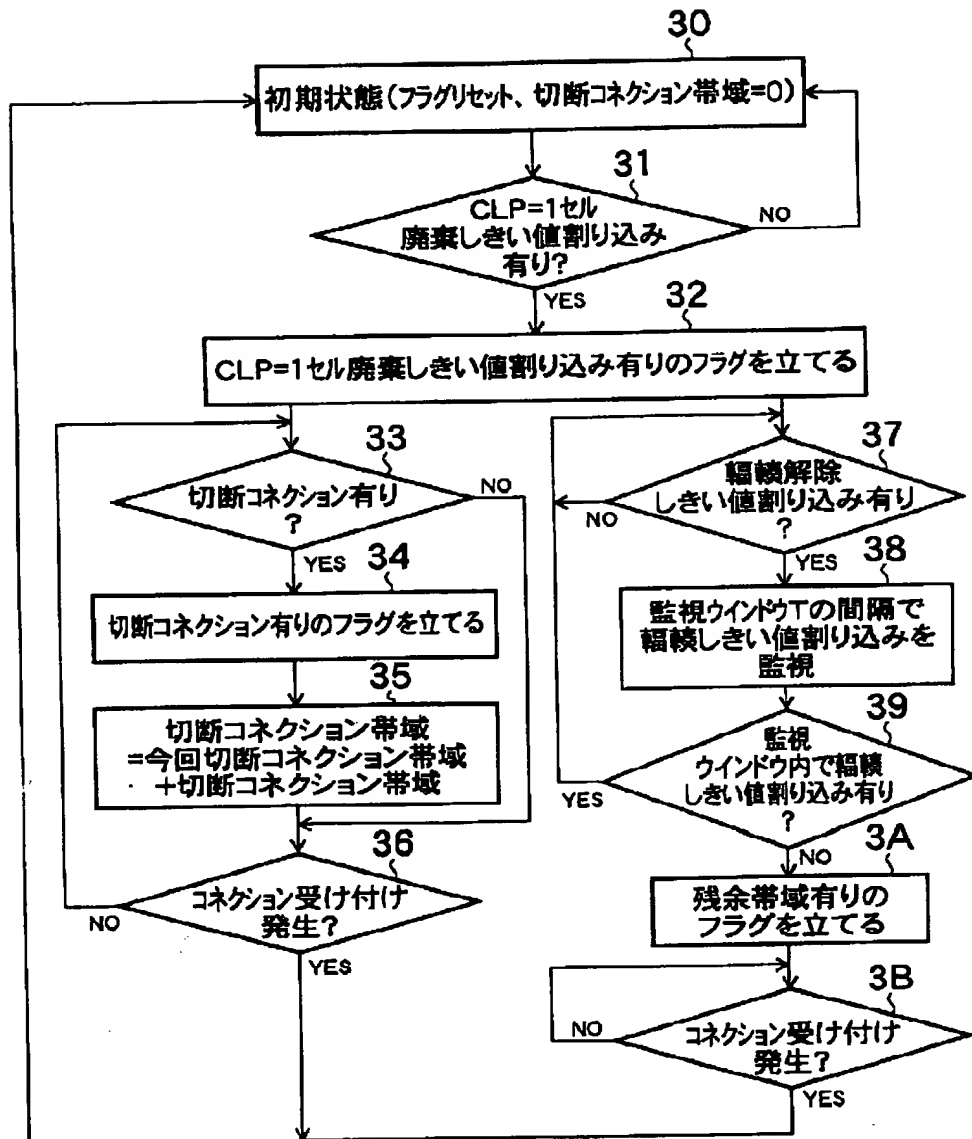 30
初期状態(フラグリセット、切断コネクション帯域=0)
31
CLP=1セル
廃棄しきい値割り込み
有り?
NO
YES
32
CLP=1セル廃棄しきい値割り込み有りのフラグを立てる
33
切断コネクション有り
?
NO
YES
34
切断コネクション有りのフラグを立てる
35
切断コネクション帯域
=今回切断コネクション帯域
+切断コネクション帯域
36
コネクション受け付け
発生?
NO
YES
37
輻輳解除
しきい値割り込み有り
?
NO
YES
38
監視ウインドウTの間隔で
輻輳しきい値割り込みを
監視
39
監視
ウインドウ内で輻輳
しきい値割り込み有り
?
YES
NO
3A
残余帯域有りの
フラグを立てる
3B
コネクション受け付け
発生?
NO
YES